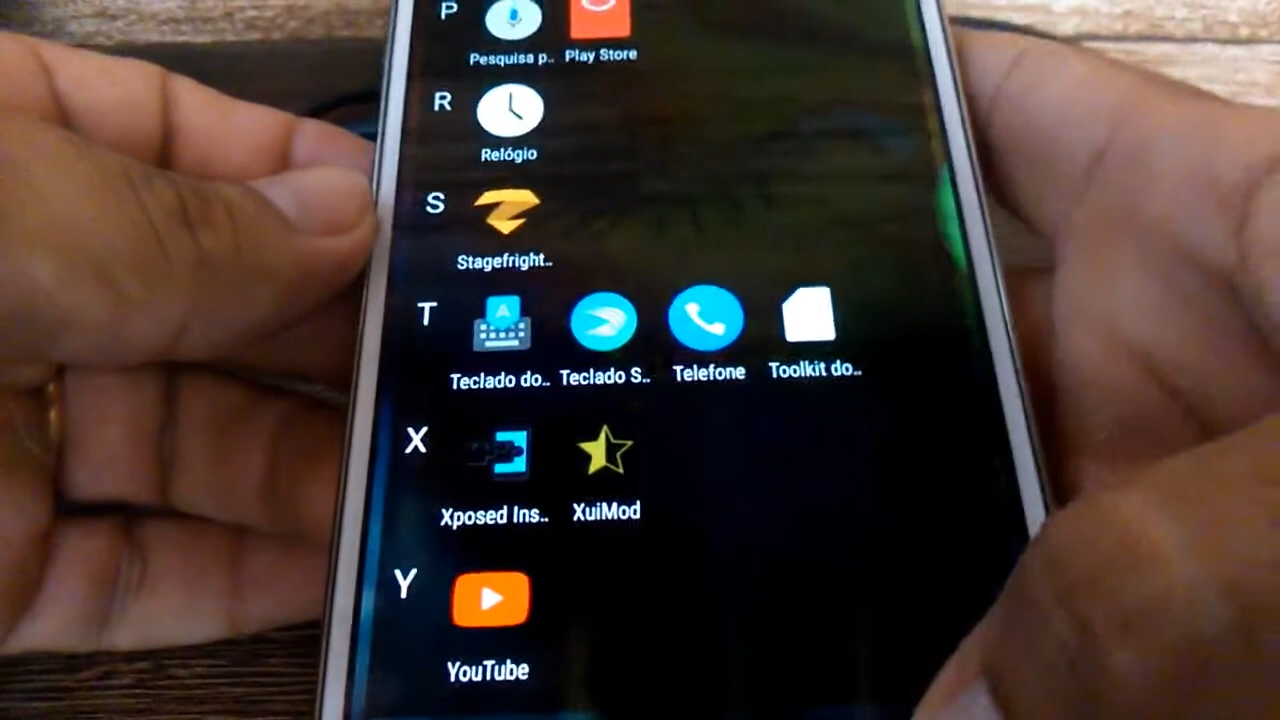 P
Pesquisa p.. Play Store
R
Relógio
S
Stagefright..
T
A
Teclado do.. Teclado S.. Telefone Toolkit do..
X
Xposed Ins.. XuiMod
Y
YouTube